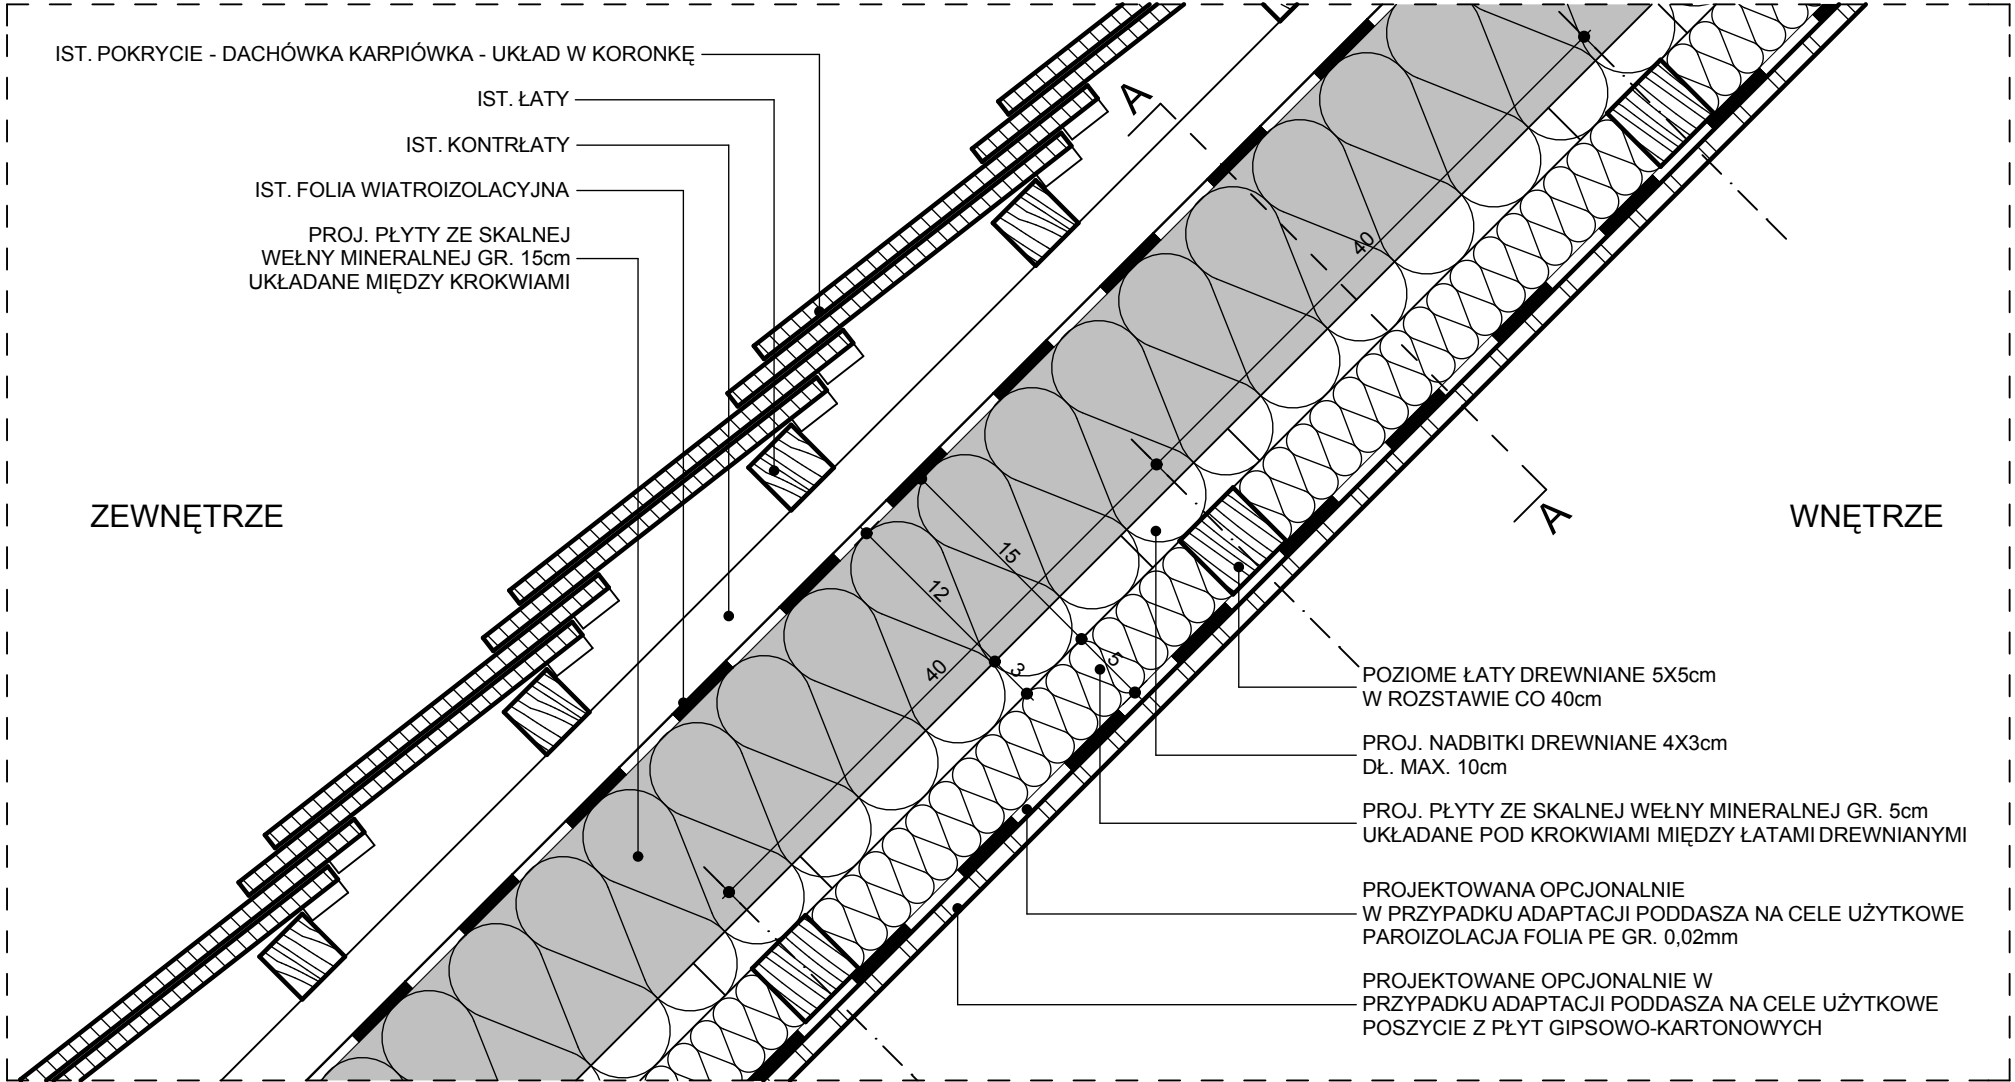 IST. POKRYCIE - DACHÓWKA KARPIÓWKA - UKŁAD W KORONKĘ
IST. ŁATY
IST. KONTRŁATY
IST. FOLIA WIATROIZOLACYJNA
PROJ. PŁYTY ZE SKALNEJ
WEŁNY MINERALNEJ GR. 15cm
UKŁADANE MIĘDZY KROKWIAMI
A
40
ZEWNĘTRZE
WNĘTRZE
A
15
12
40
3
5
POZIOME ŁATY DREWNIANE 5X5cm
W ROZSTAWIE CO 40cm
PROJ. NADBITKI DREWNIANE 4X3cm
DŁ. MAX. 10cm
PROJ. PŁYTY ZE SKALNEJ WEŁNY MINERALNEJ GR. 5cm
UKŁADANE POD KROKWIAMI MIĘDZY ŁATAMI DREWNIANYMI
PROJEKTOWANA OPCJONALNIE
W PRZYPADKU ADAPTACJI PODDASZA NA CELE UŻYTKOWE
PAROIZOLACJA FOLIA PE GR. 0,02mm
PROJEKTOWANE OPCJONALNIE W
PRZYPADKU ADAPTACJI PODDASZA NA CELE UŻYTKOWE
POSZYCIE Z PŁYT GIPSOWO-KARTONOWYCH